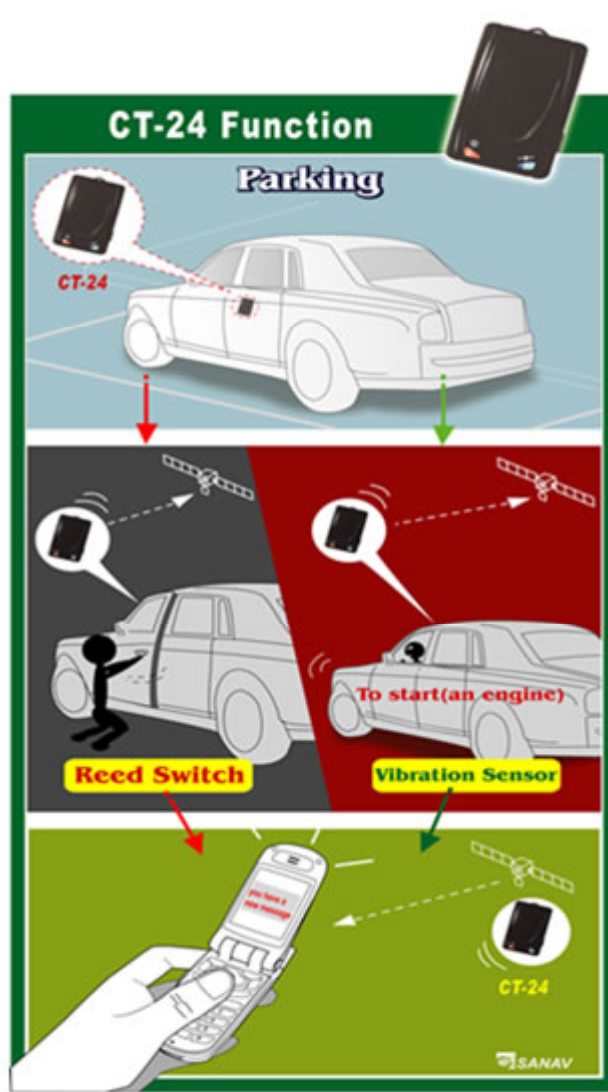 CT-24 Function
Parking
CT-24
To start(an engine)
Reed Switch
Vibration Sensor
you have a
new message
CT-24
SANAV